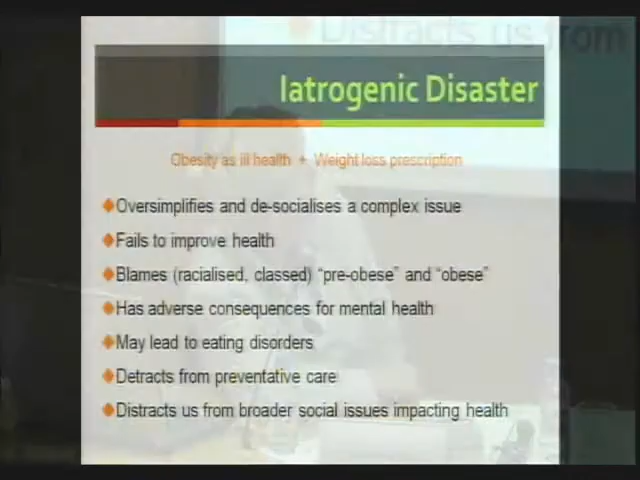 Distracts us from
Iatrogenic Disaster
Obesity as ill health + Weight loss prescription
Oversimplifies and de-socialises a complex issue
Fails to improve health
Blames (racialised, classed) “pre-obese” and “obese”
Has adverse consequences for mental health
May lead to eating disorders
Detracts from preventative care
Distracts us from broader social issues impacting health